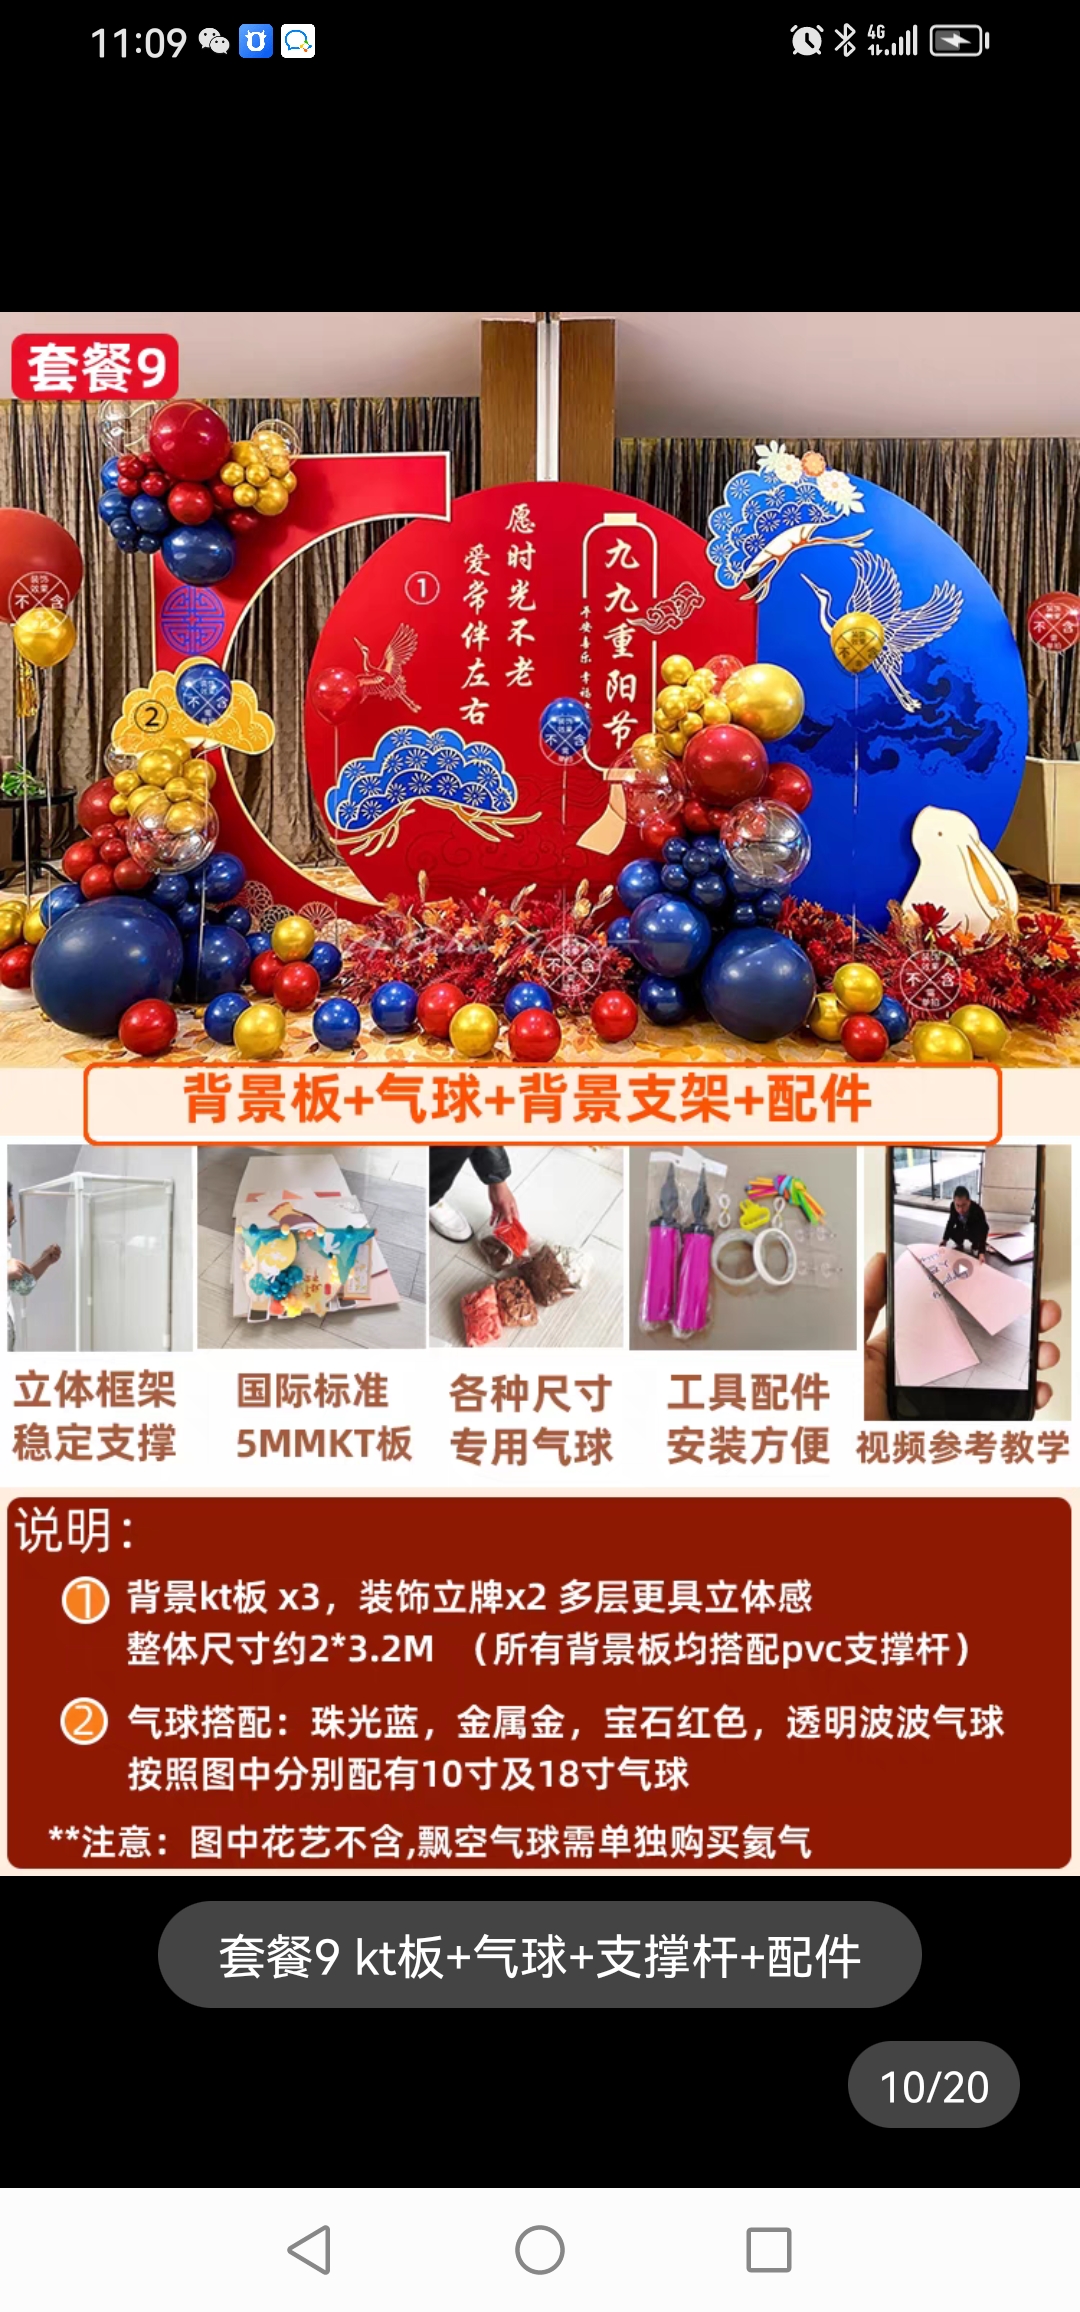 11:09
4G
套餐9
愿时光不老
爱常伴左右
九九重阳节
①
②
装饰
效果
不含
背景板+气球+背景支架+配件
立体框架
稳定支撑
国际标准
5MMKT板
各种尺寸
专用气球
工具配件
安装方便
视频参考教学
说明：
① 背景kt板 x3，装饰立牌x2 多层更具立体感
整体尺寸约2*3.2M （所有背景板均搭配pvc支撑杆）
② 气球搭配：珠光蓝，金属金，宝石红色，透明波波气球
按照图中分别配有10寸及18寸气球
**注意：图中花艺不含,飘空气球需单独购买氦气
套餐9 kt板+气球+支撑杆+配件
10/20